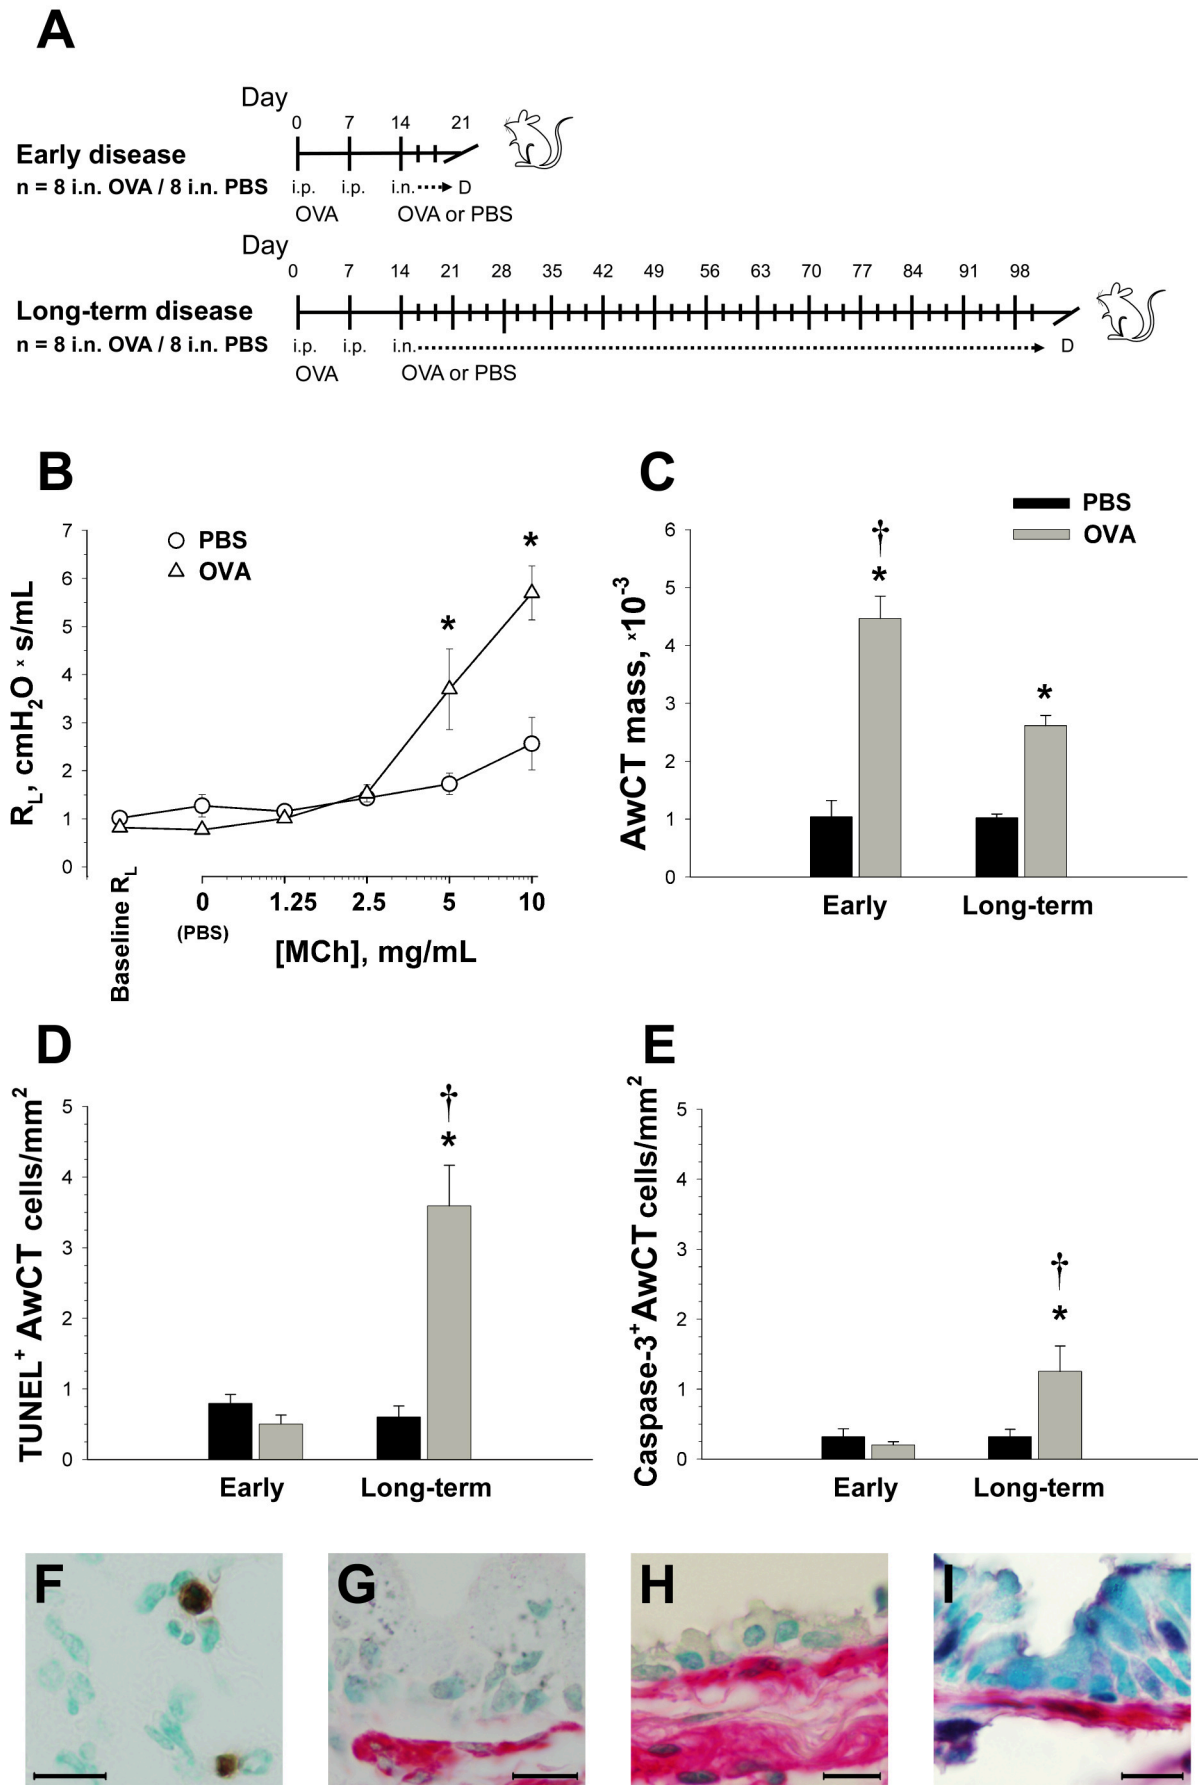 A
Day
0 7 14 21
Early disease
n = 8 i.n. OVA / 8 i.n. PBS
i.p. i.p. i.n. D
OVA OVA or PBS
Day
0 7 14 21 28 35 42 49 56 63 70 77 84 91 98
Long-term disease
n = 8 i.n. OVA / 8 i.n. PBS
i.p. i.p. i.n. D
OVA OVA or PBS
B
R_L, cmH₂O × s/mL
7
6
5
4
3
2
1
0
PBS
OVA
*
*
Baseline R_L
0 1.25 2.5 5 10
(PBS)
[MCh], mg/mL
C
PBS
OVA
AwCT mass, ×10⁻³
6
5
4
3
2
1
0
†
*
*
Early Long-term
D
TUNEL⁺ AwCT cells/mm²
5
4
3
2
1
0
†
*
Early Long-term
E
Caspase-3⁺AwCT cells/mm²
5
4
3
2
1
0
†
*
Early Long-term
F G H I